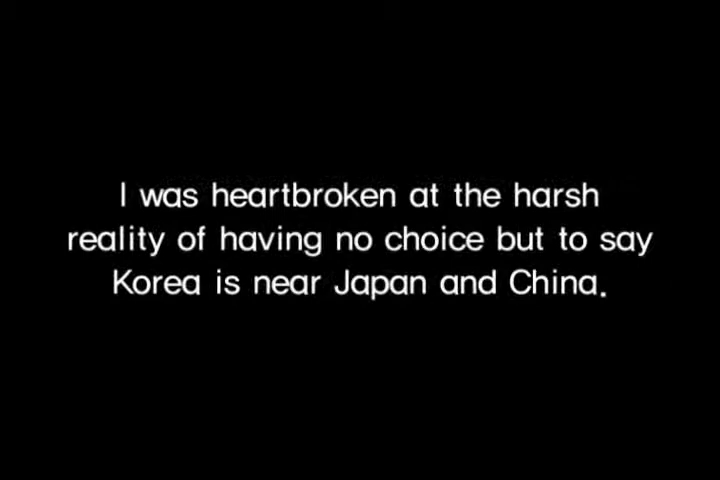 I was heartbroken at the harsh
reality of having no choice but to say
Korea is near Japan and China.